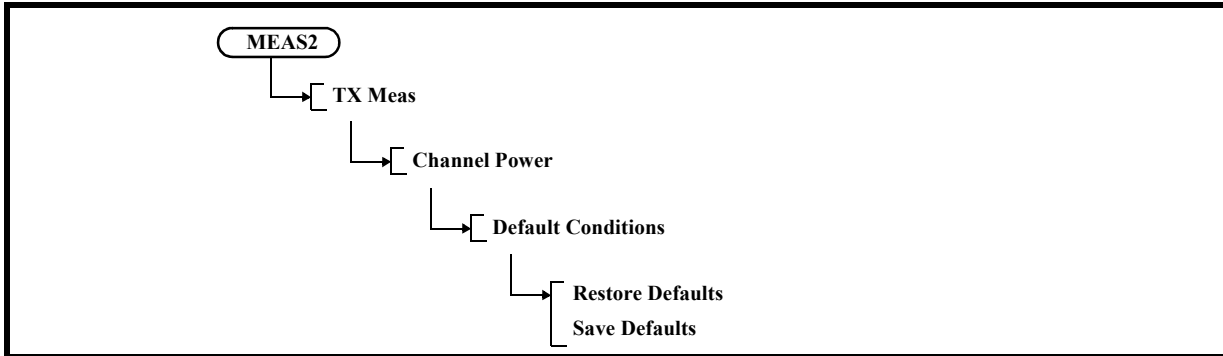 MEAS2
TX Meas
Channel Power
Default Conditions
Restore Defaults
Save Defaults